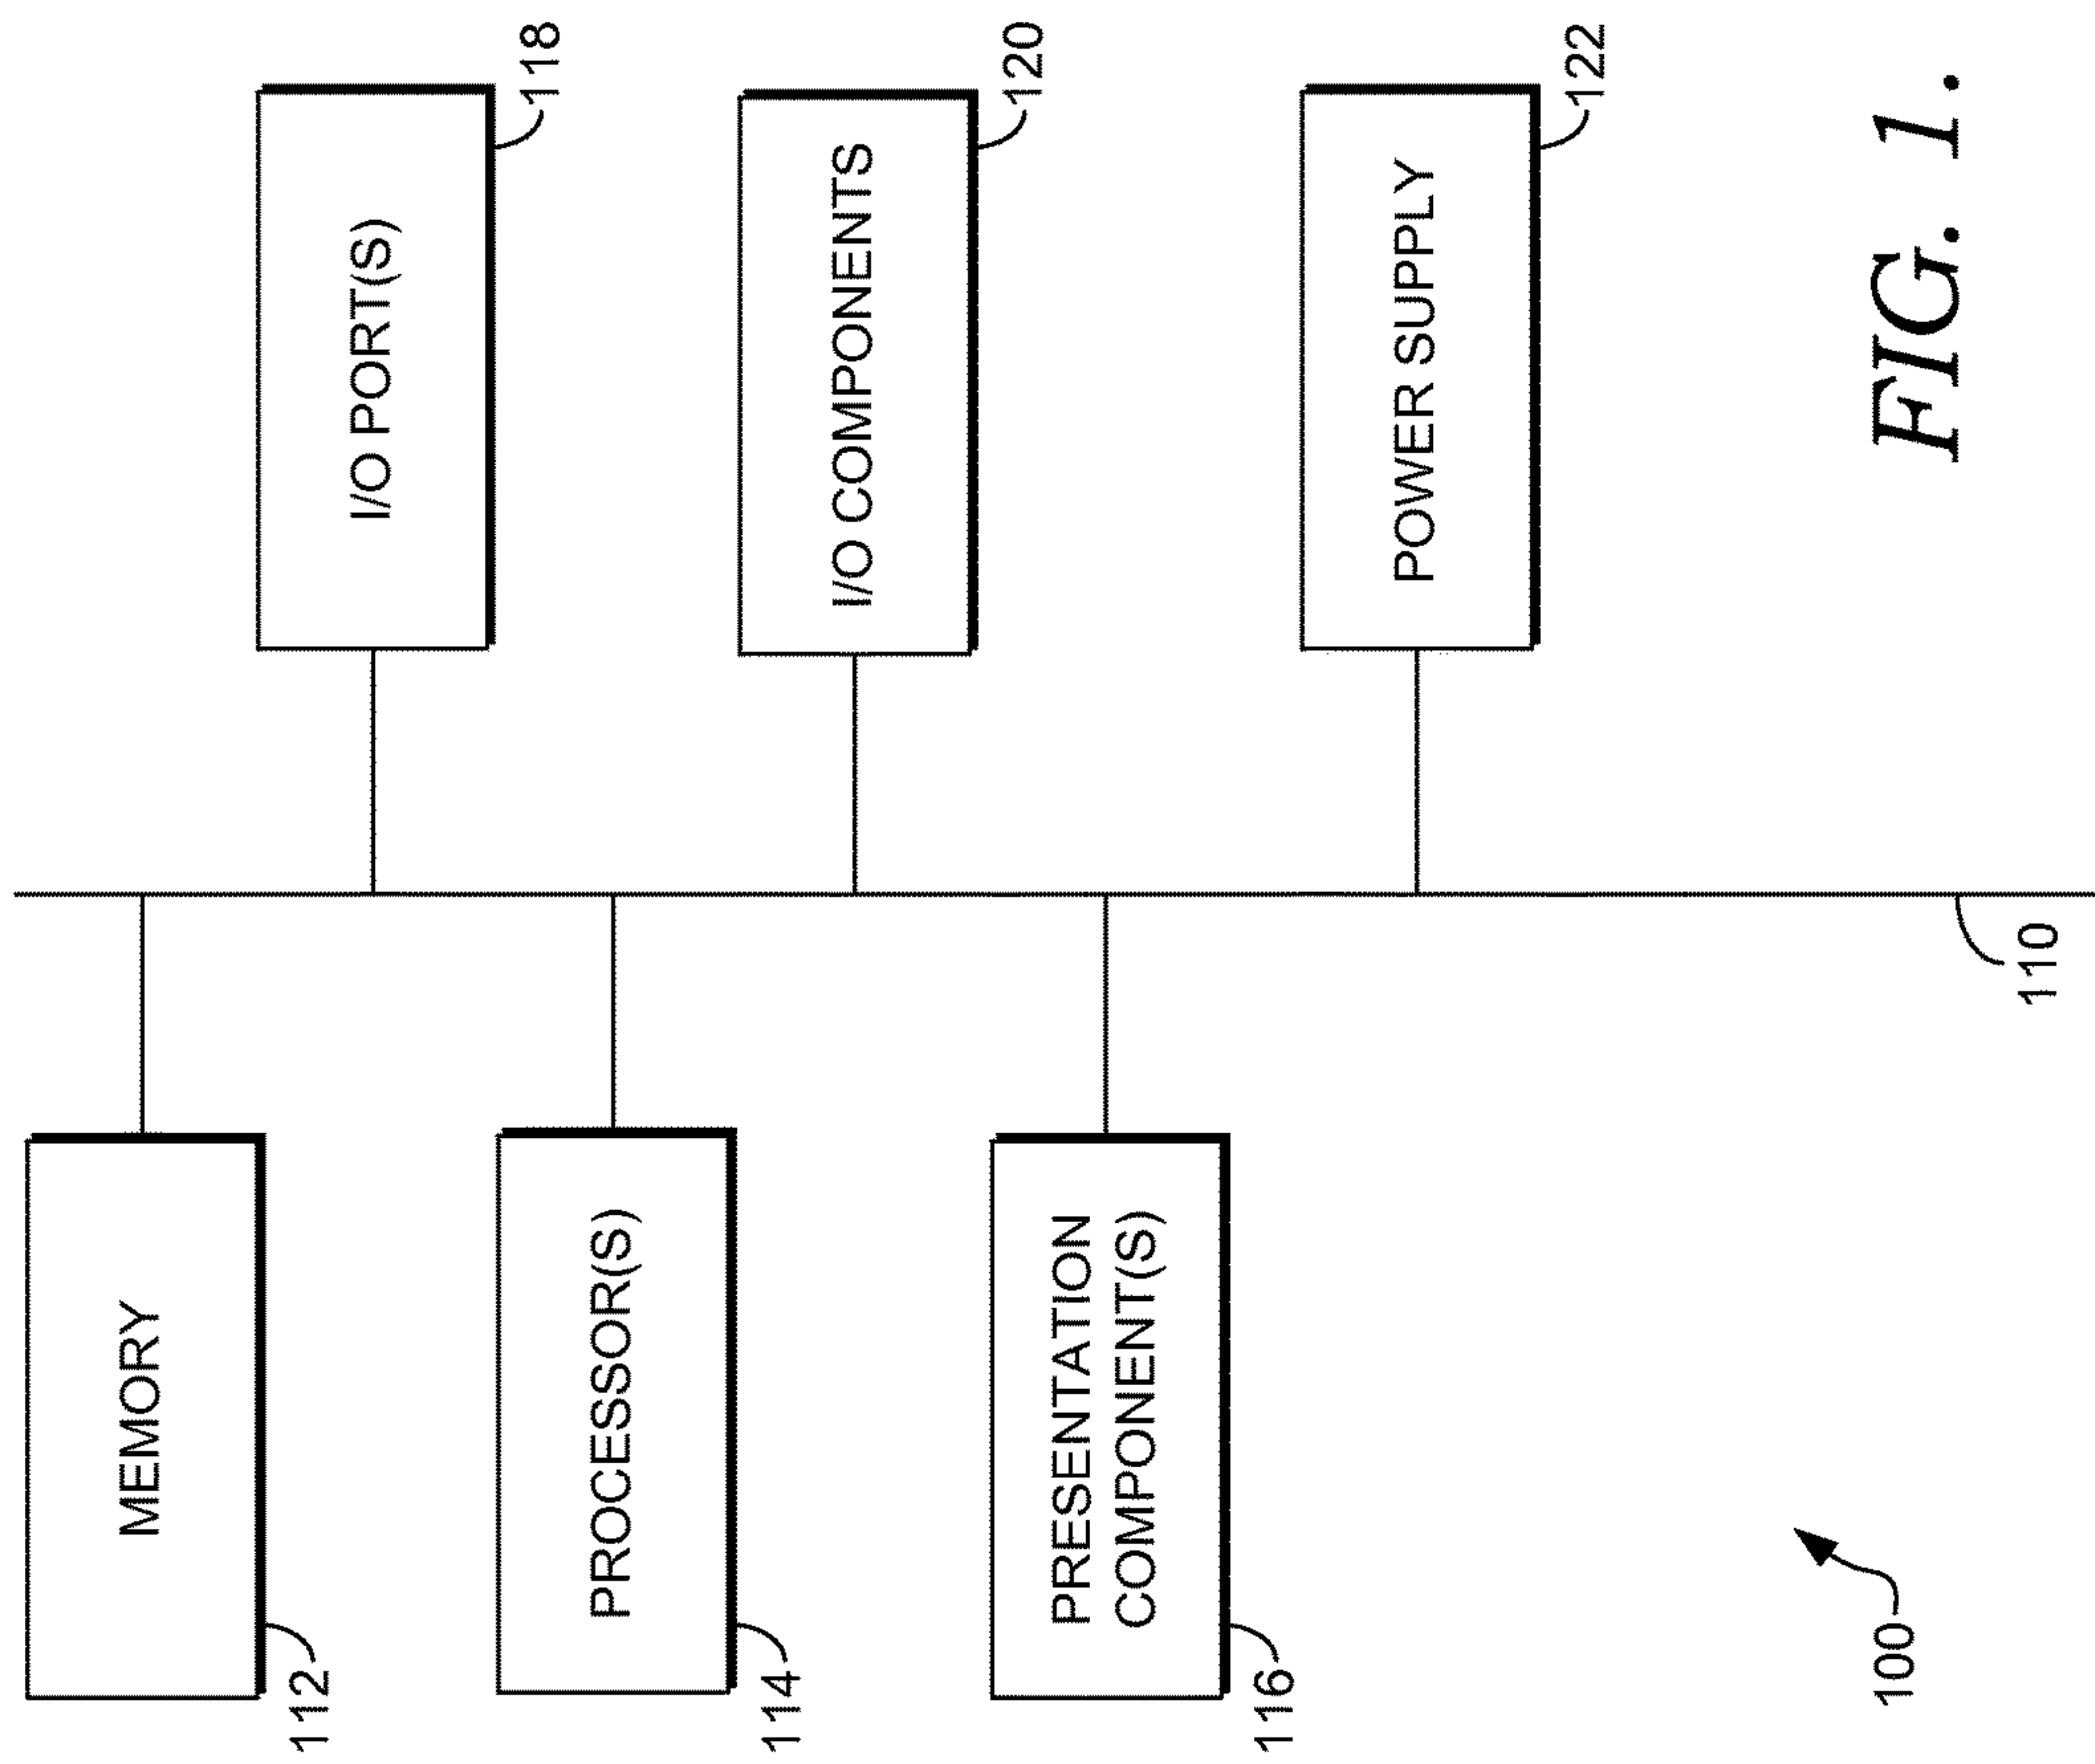 MEMORY
112
PROCESSOR(S)
114
PRESENTATION
COMPONENT(S)
116
I/O PORT(S)
118
I/O COMPONENTS
120
POWER SUPPLY
122
110
100
FIG. 1.